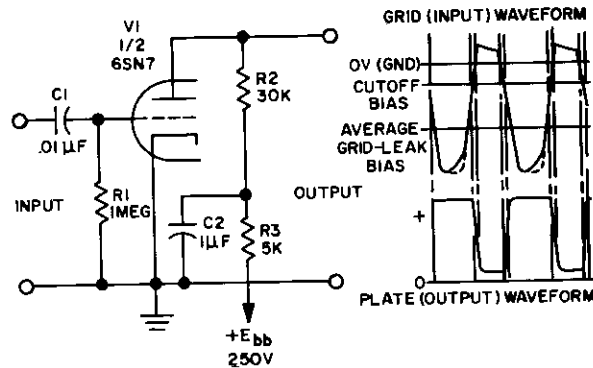 V1
1/2
6SN7
C1
.01μF
R1
1MEG
INPUT
R2
30K
C2
1μF
R3
5K
OUTPUT
+Ebb
250V
GRID (INPUT) WAVEFORM
0V (GND)
CUTOFF
BIAS
AVERAGE
GRID-LEAK
BIAS
+
0
PLATE (OUTPUT) WAVEFORM